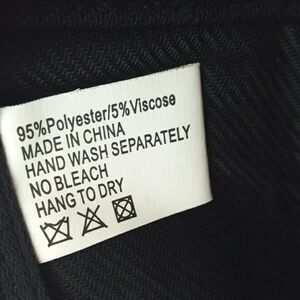 95%Polyester/5%Viscose
MADE IN CHINA
HAND WASH SEPARATELY
NO BLEACH
HANG TO DRY